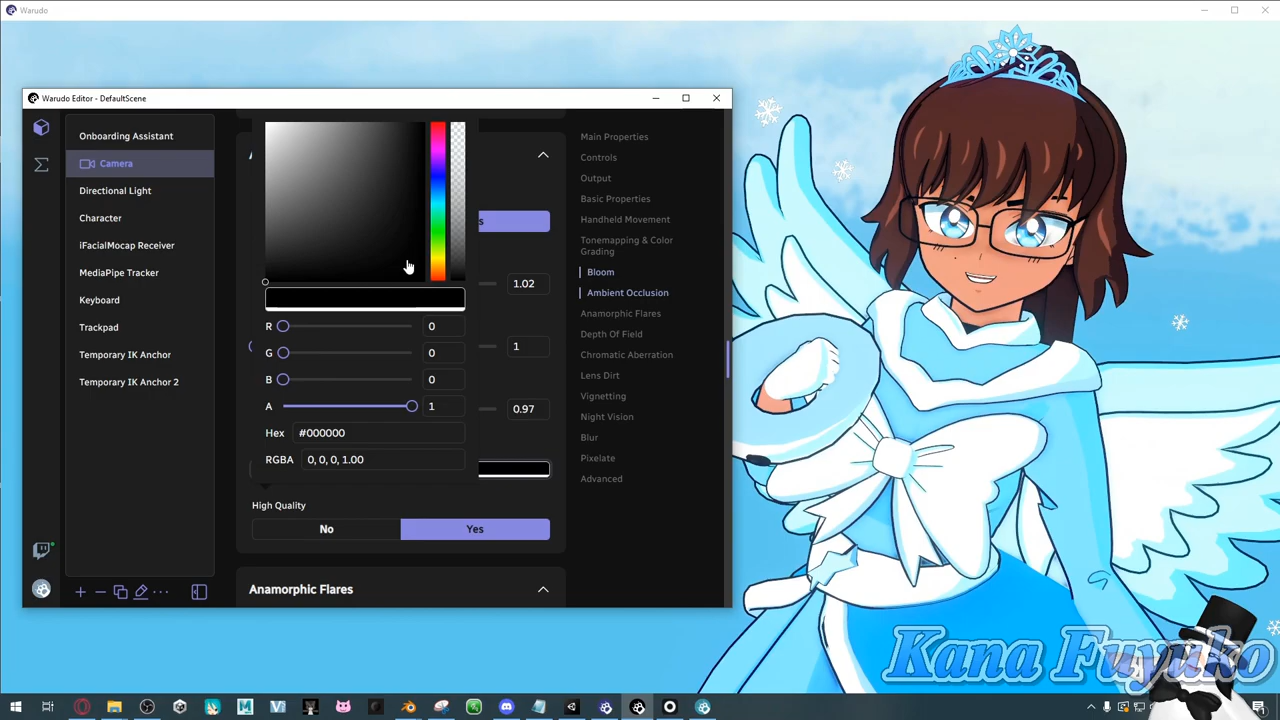 Warudo
Warudo Editor - DefaultScene
Onboarding Assistant
Camera
Directional Light
Character
iFacialMocap Receiver
MediaPipe Tracker
Keyboard
Trackpad
Temporary IK Anchor
Temporary IK Anchor 2
1.02
1
0.97
R 0
G 0
B 0
A 1
Hex #000000
RGBA 0, 0, 0, 1.00
High Quality
No Yes
Anamorphic Flares
Main Properties
Controls
Output
Basic Properties
Handheld Movement
Tonemapping & Color
Grading
Bloom
Ambient Occlusion
Anamorphic Flares
Depth Of Field
Chromatic Aberration
Lens Dirt
Vignetting
Night Vision
Blur
Pixelate
Advanced
Kana Fuyuko